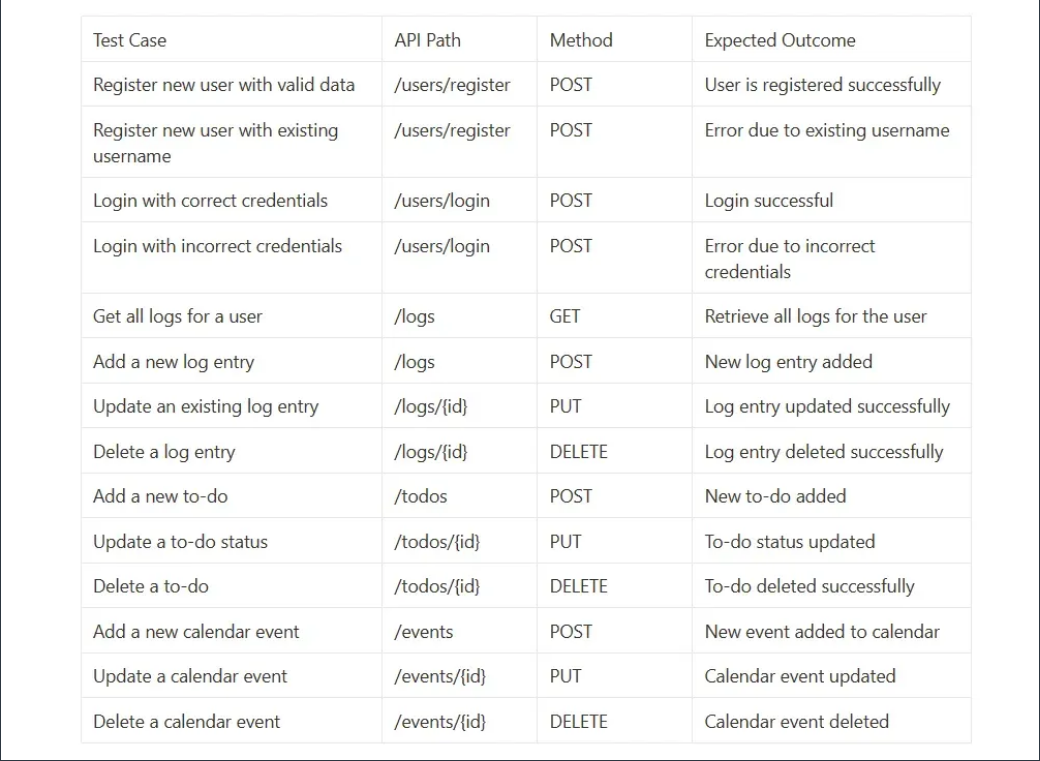 Test Case API Path Method Expected Outcome
Register new user with valid data /users/register POST User is registered successfully
Register new user with existing /users/register POST Error due to existing username
username
Login with correct credentials /users/login POST Login successful
Login with incorrect credentials /users/login POST Error due to incorrect
credentials
Get all logs for a user /logs GET Retrieve all logs for the user
Add a new log entry /logs POST New log entry added
Update an existing log entry /logs/{id} PUT Log entry updated successfully
Delete a log entry /logs/{id} DELETE Log entry deleted successfully
Add a new to-do /todos POST New to-do added
Update a to-do status /todos/{id} PUT To-do status updated
Delete a to-do /todos/{id} DELETE To-do deleted successfully
Add a new calendar event /events POST New event added to calendar
Update a calendar event /events/{id} PUT Calendar event updated
Delete a calendar event /events/{id} DELETE Calendar event deleted